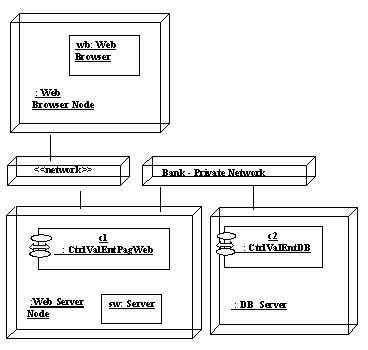 wb: Web
Browser
: Web
Browser Node
<<network>>
Bank - Private Network
c1
: CtrlValEntPagWeb
c2
: CtrlValEntDB
:Web Server
Node
sw: Server
: DB Server